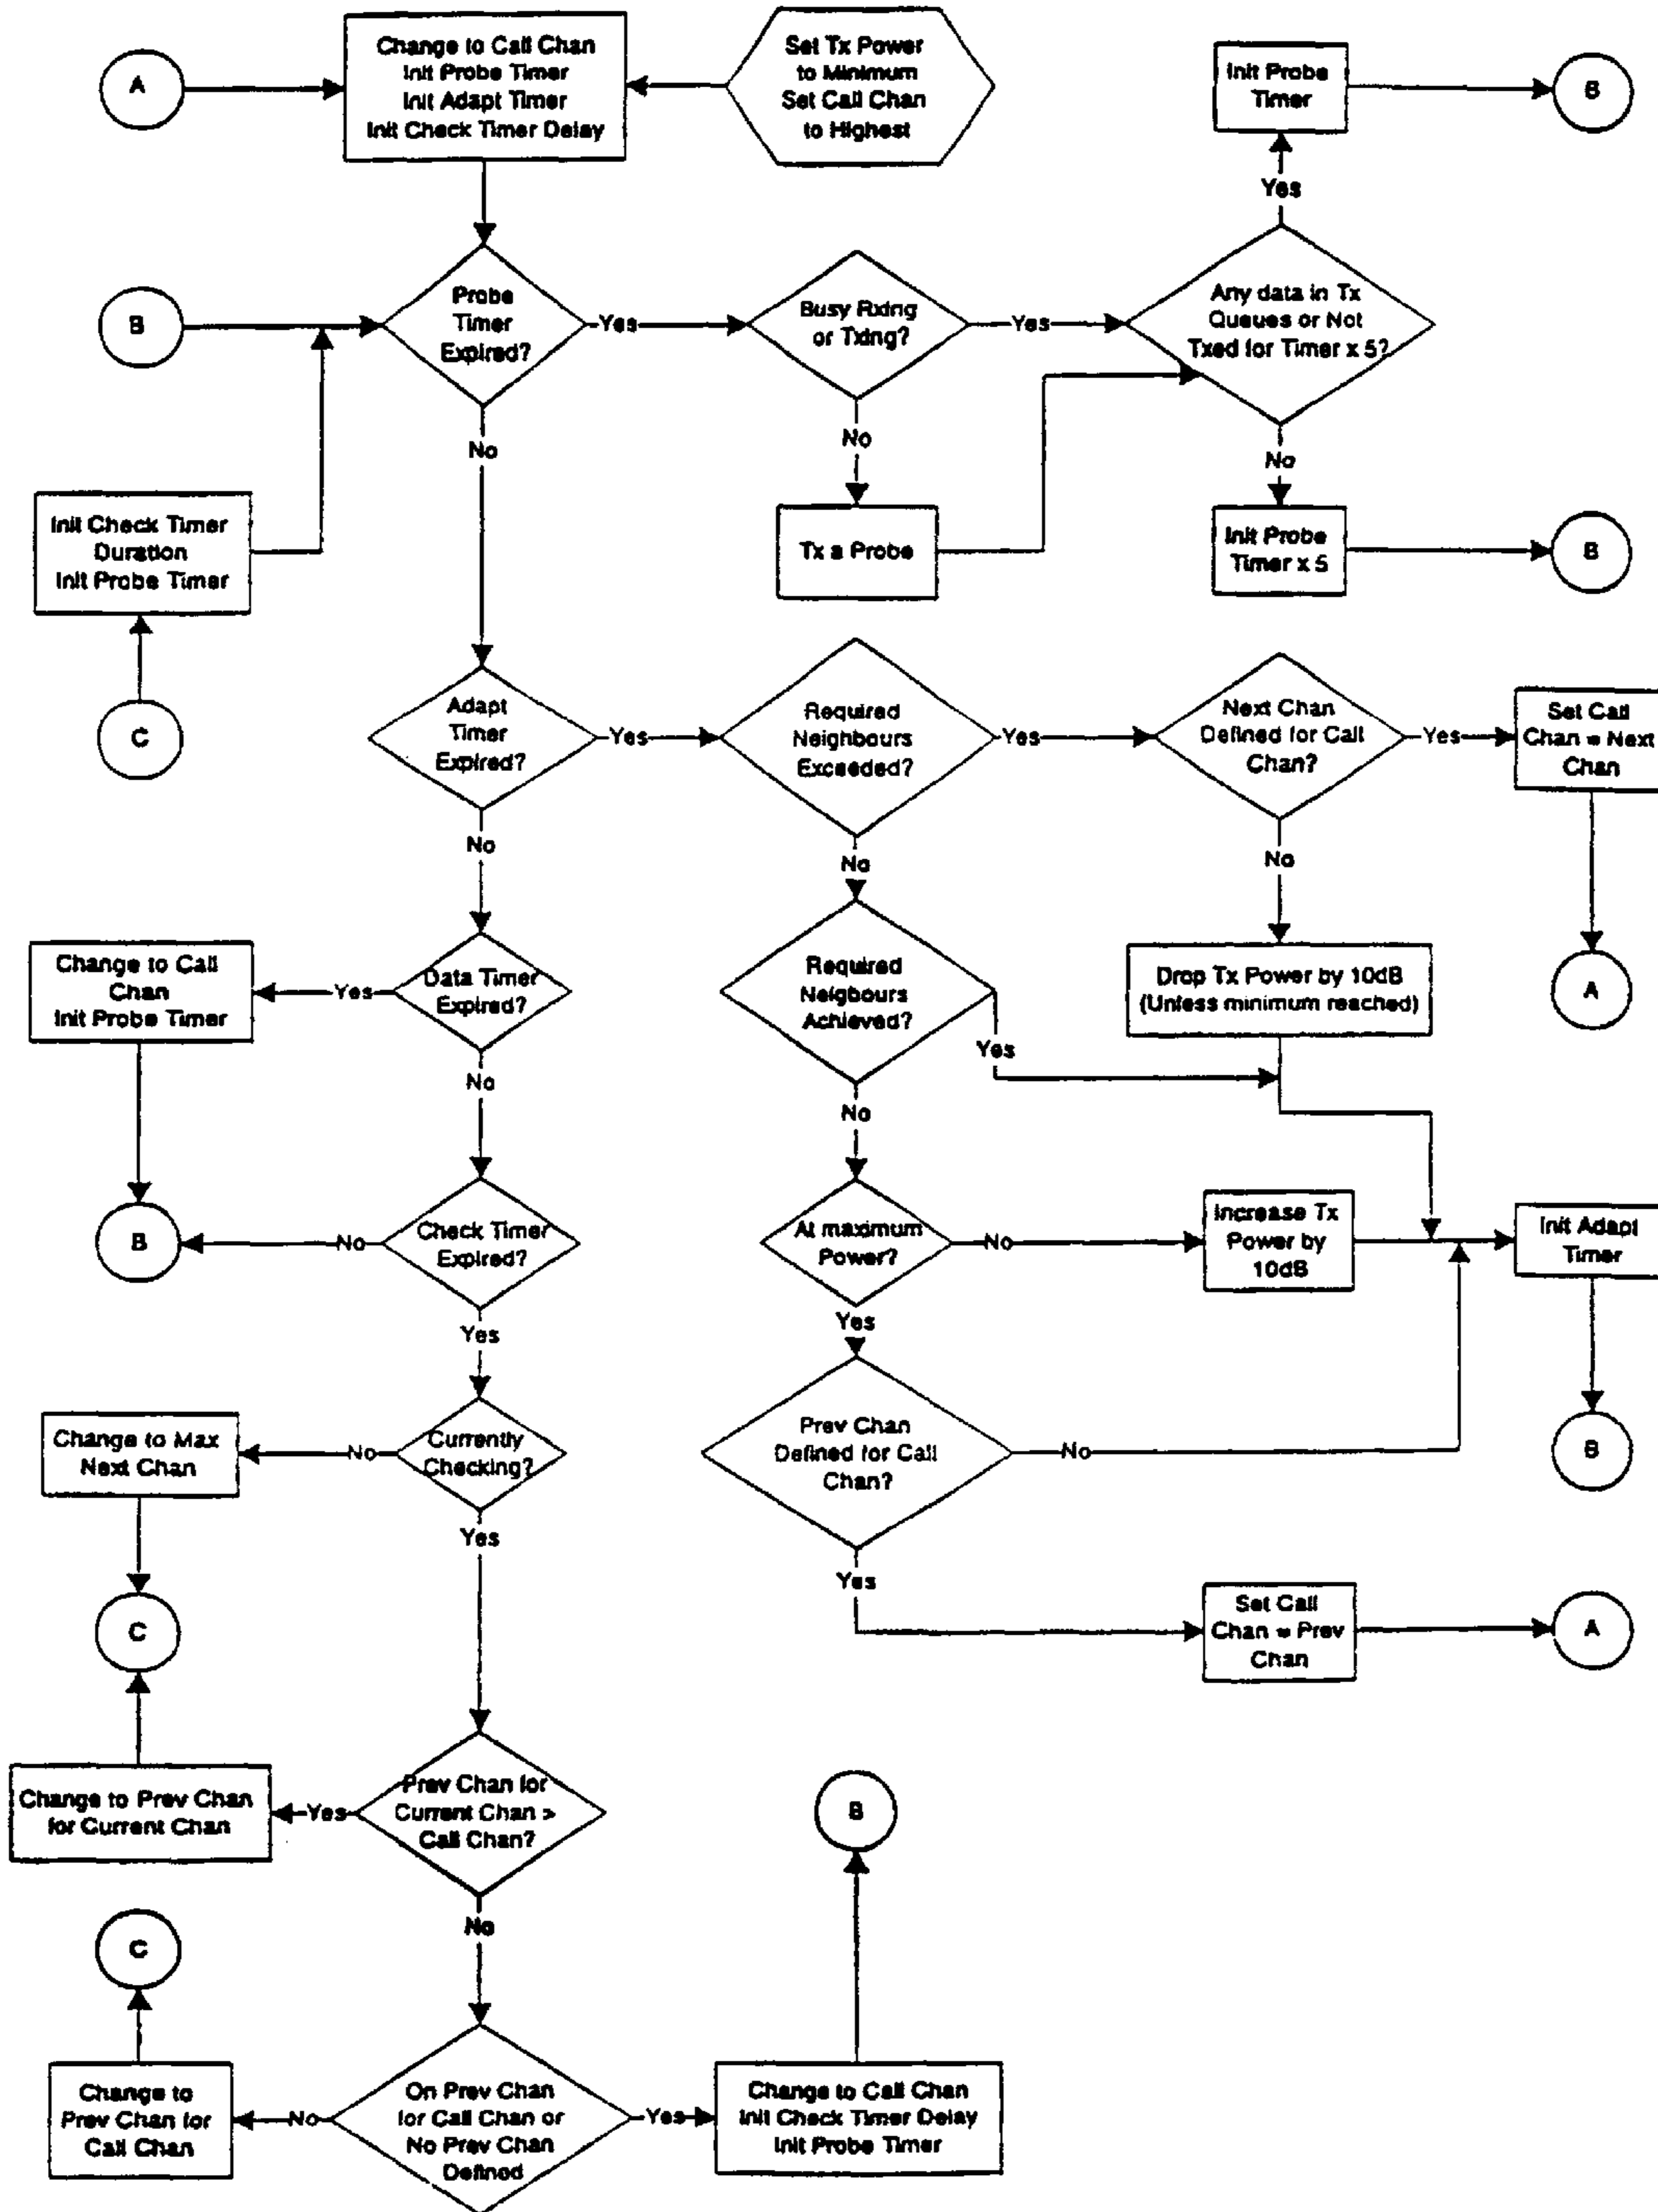 A
Change to Call Chan
Init Probe Timer
Init Adapt Timer
Init Check Timer Delay
Set Tx Power
to Minimum
Set Call Chan
to Highest
Init Probe
Timer
B
Yes
B
Probe
Timer
Expired?
Yes
Busy Rxing
or Txing?
Yes
Any data in Tx
Queues or Not
Txed for Timer x 5?
No
No
No
Init Check Timer
Duration
Init Probe Timer
Tx a Probe
Init Probe
Timer x 5
B
C
Adapt
Timer
Expired?
Yes
Required
Neighbours
Exceeded?
Yes
Next Chan
Defined for Call
Chan?
Yes
Set Call
Chan = Next
Chan
No
No
No
Change to Call
Chan
Init Probe Timer
Yes
Data Timer
Expired?
Required
Neigbours
Achieved?
Yes
Drop Tx Power by 10dB
(Unless minimum reached)
A
No
No
B
No
Check Timer
Expired?
At maximum
Power?
No
Increase Tx
Power by
10dB
Init Adapt
Timer
Yes
Yes
Change to Max
Next Chan
No
Currently
Checking?
Prev Chan
Defined for Call
Chan?
No
B
Yes
Yes
C
Set Call
Chan = Prev
Chan
A
Change to Prev Chan
for Current Chan
Yes
Prev Chan for
Current Chan >
Call Chan?
B
No
C
Change to
Prev Chan for
Call Chan
No
On Prev Chan
for Call Chan or
No Prev Chan
Defined
Yes
Change to Call Chan
Init Check Timer Delay
Init Probe Timer